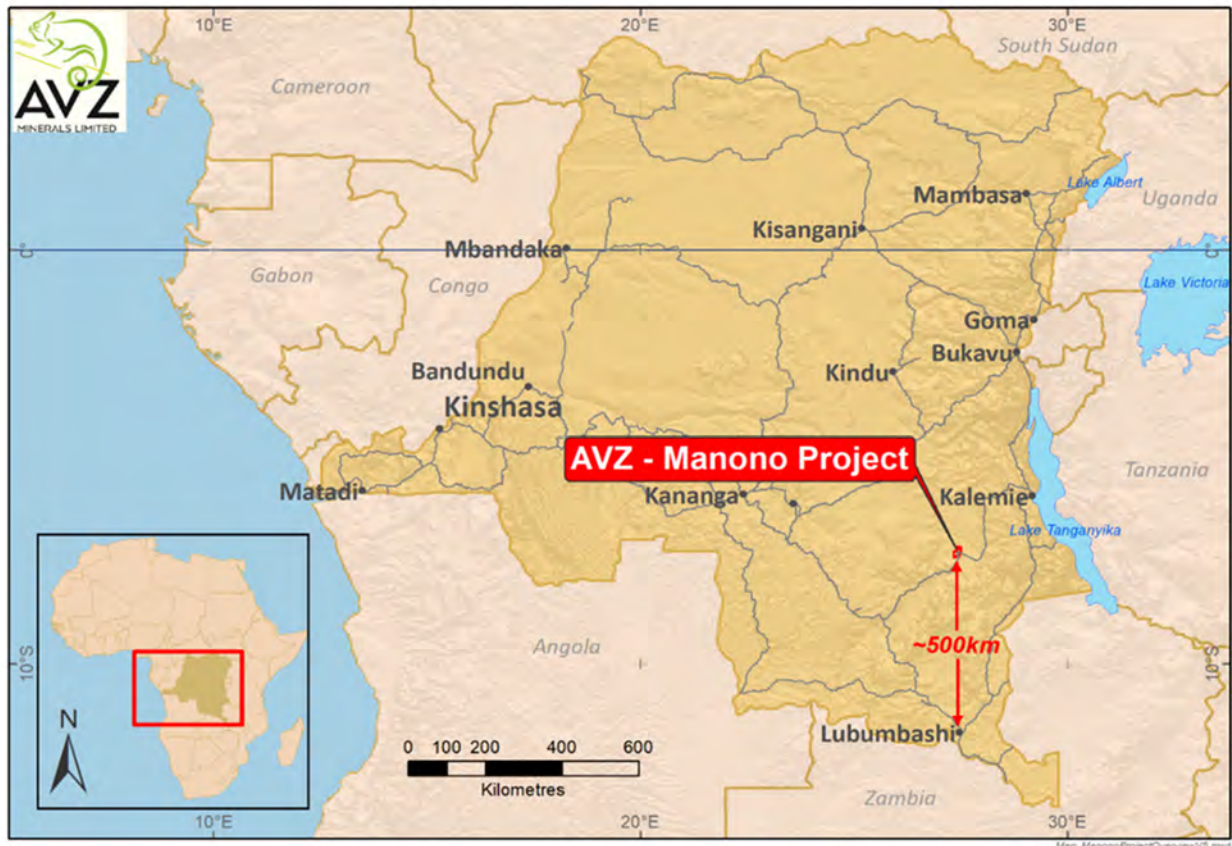 10°E
20°E
30°E
AVZ
MINERALS LIMITED
South Sudan
Cameroon
Lake Albert
Mambasa
Uganda
Kisangani
0°
Mbandaka
0°
Gabon
Congo
Lake Victoria
Goma
Bukavu
Bandundu
Kindu
Kinshasa
AVZ - Manono Project
Tanzania
Matadi
Kananga
Kalemie
Lake Tanganyika
Angola
~500km
10°S
10°S
N
Lubumbashi
0 100 200 400 600
Kilometres
Zambia
10°E
20°E
30°E